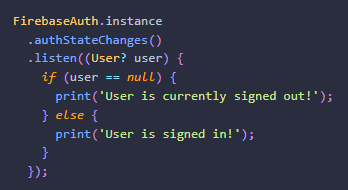 FirebaseAuth.instance
  .authStateChanges()
  .listen((User? user) {
    if (user == null) {
      print('User is currently signed out!');
    } else {
      print('User is signed in!');
    }
  });